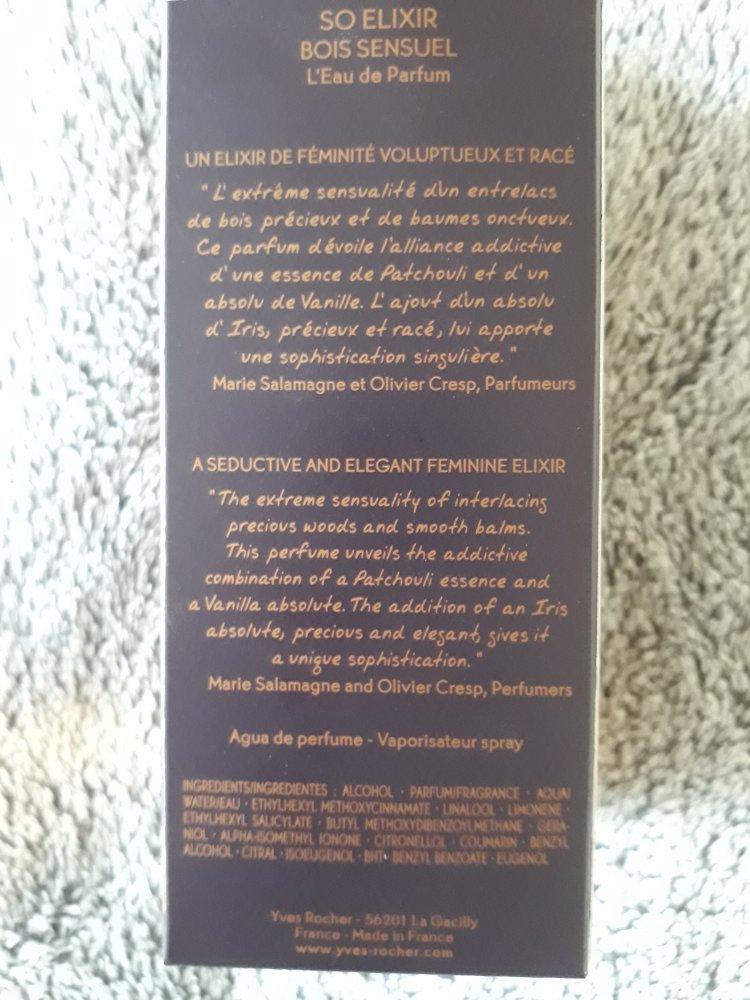 SO ELIXIR
BOIS SENSUEL
L'Eau de Parfum
UN ELIXIR DE FÉMINITÉ VOLUPTUEUX ET RACÉ
"L'extrême sensualité d'un entrelacs
de bois précieux et de baumes onctueux.
Ce parfum dévoile l'alliance addictive
d'une essence de Patchouli et d'un
absolu de Vanille. L'ajout d'un absolu
d'Iris, précieux et racé, lui apporte
une sophistication singulière."
Marie Salamagne et Olivier Cresp, Parfumeurs
A SEDUCTIVE AND ELEGANT FEMININE ELIXIR
"The extreme sensuality of interlacing
precious woods and smooth balms.
This perfume unveils the addictive
combination of a Patchouli essence and
a Vanilla absolute. The addition of an Iris
absolute, precious and elegant, gives it
a unique sophistication."
Marie Salamagne and Olivier Cresp, Perfumers
Agua de perfume - Vaporisateur spray
INGREDIENTS/INGREDIENTES : ALCOHOL · PARFUM/FRAGRANCE · AQUA/
WATER/EAU · ETHYLHEXYL METHOXYCINNAMATE · LINALOOL · LIMONENE ·
ETHYLHEXYL SALICYLATE · BUTYL METHOXYDIBENZOYLMETHANE · GERA-
NIOL · ALPHA-ISOMETHYL IONONE · CITRONELLOL · COUMARIN · BENZYL
ALCOHOL · CITRAL · ISOEUGENOL · BHT · BENZYL BENZOATE · EUGENOL
Yves Rocher - 56201 La Gacilly
France - Made in France
www.yves-rocher.com